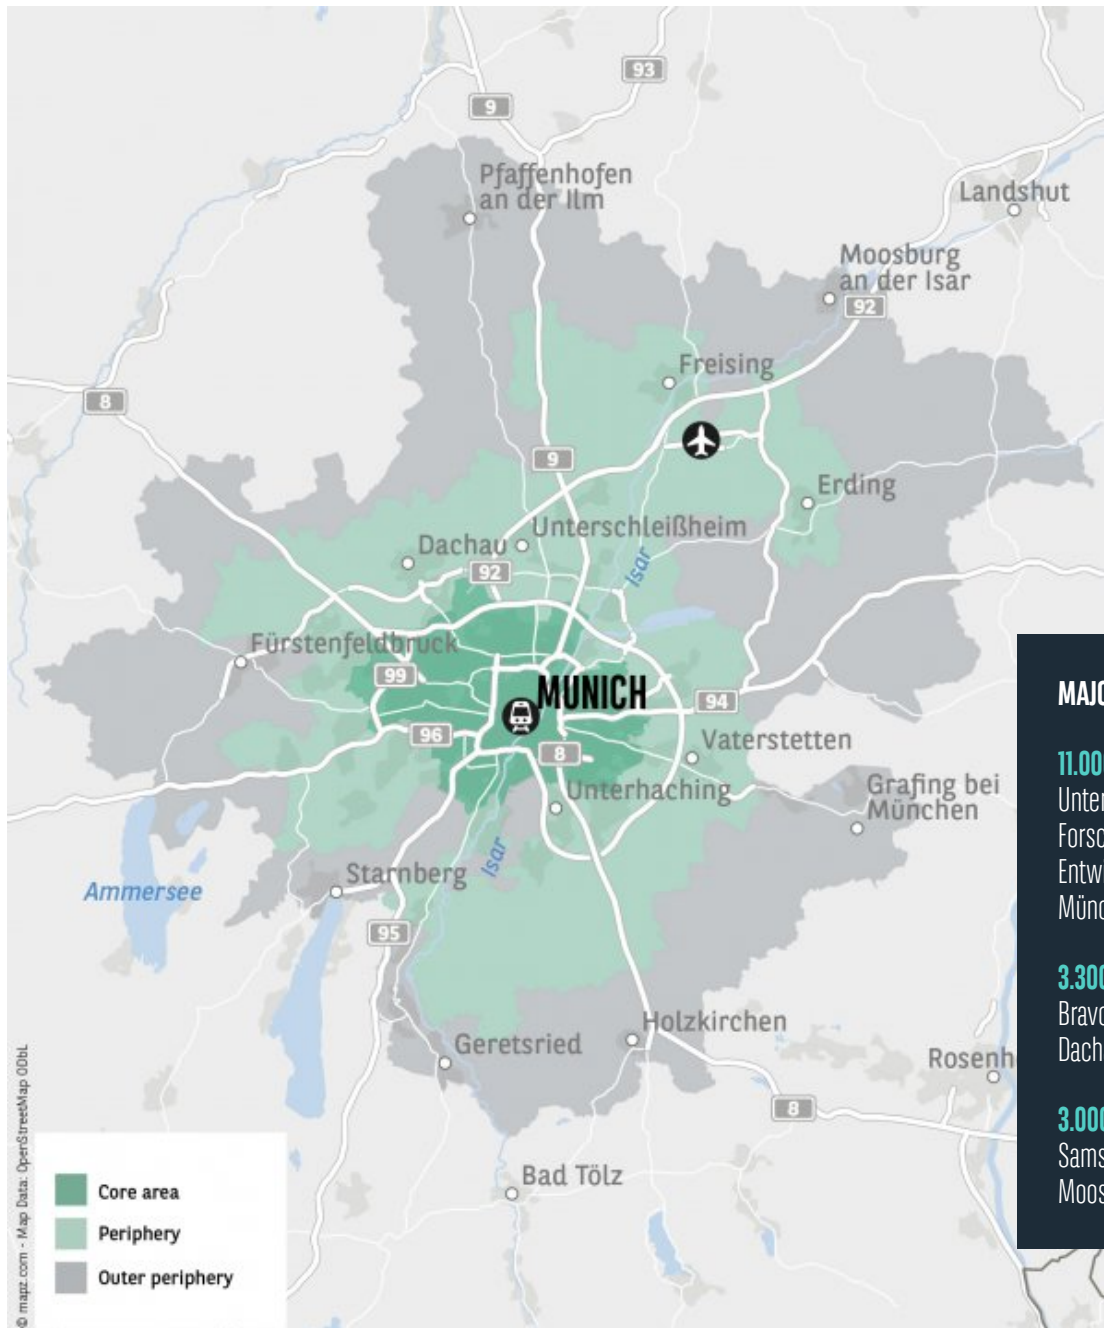 93
9
Pfaffenhofen
an der Ilm
Landshut
Moosburg
an der Isar
92
Freising
8
9
Erding
Unterschleißheim
Dachau
92
Isar
Fürstenfeldbruck
99
MUNICH
94
96
8
Vaterstetten
Unterhaching
Grafing bei
München
Isar
Starnberg
Ammersee
95
Holzkirchen
Geretsried
Rosenh
8
Bad Tölz
Core area
Periphery
Outer periphery
© mapz.com - Map Data: OpenStreetMap ODbL
MAJO
11.00
Unter
Forsc
Entwi
Münc
3.300
Bravo
Dach
3.000
Sams
Moos